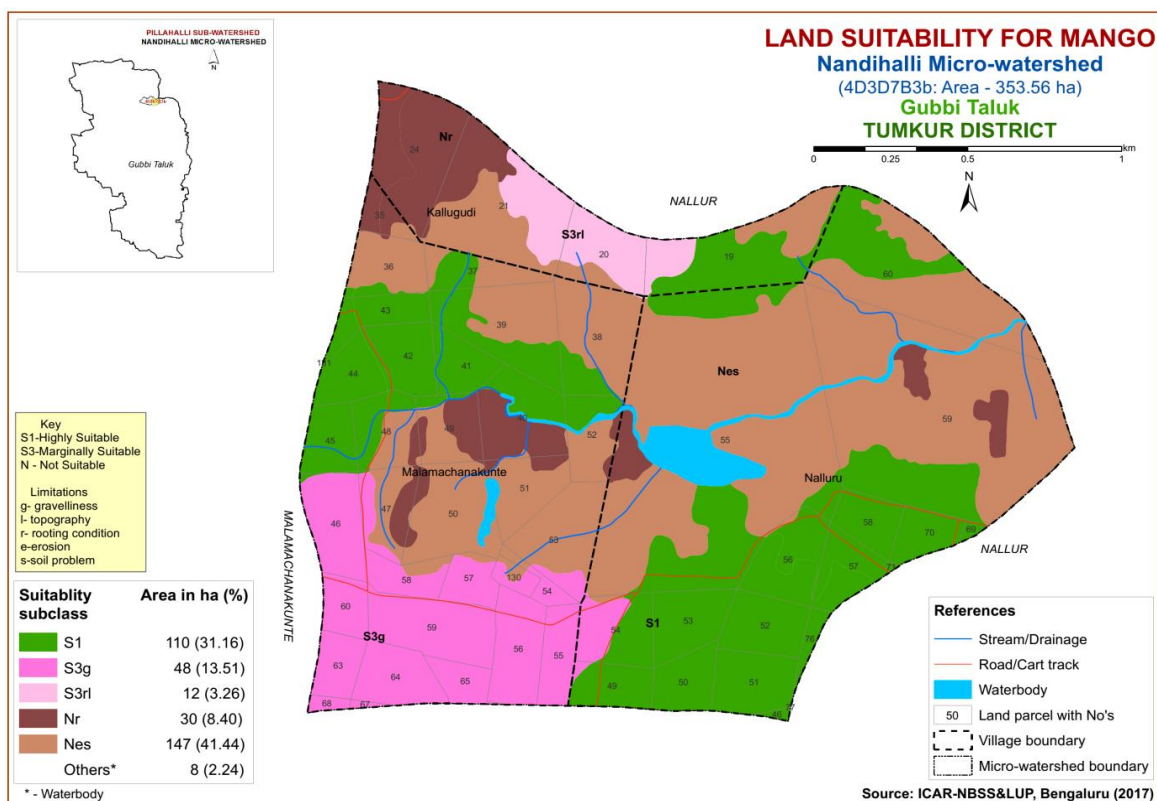 PILLAHALLI SUB-WATERSHED
NANDIHALLI MICRO-WATERSHED
N
Gubbi Taluk
LAND SUITABILITY FOR MANGO
Nandihalli Micro-watershed
(4D3D7B3b: Area - 353.56 ha)
Gubbi Taluk
TUMKUR DISTRICT
km
0 0.25 0.5 1
N
Nr
24
NALLUR
35
Kallugudi
21
S3rl
20
19
36
37
60
43
39
38
42
41
44
Nes
45
48
49
52
55
59
Malamachanakunte
Nalluru
51
47
50
46
53
58
70
69
NALLUR
MALAMACHANAKUNTE
58
57
130
54
56
57
71
60
59
S3g
54
S1
53
52
76
56
55
63
64
65
49
50
51
68
67
46
77
Key
S1-Highly Suitable
S3-Marginally Suitable
N - Not Suitable
Limitations
g- gravelliness
l- topography
r- rooting condition
e-erosion
s-soil problem
Suitablity subclass Area in ha (%)
S1 110 (31.16)
S3g 48 (13.51)
S3rl 12 (3.26)
Nr 30 (8.40)
Nes 147 (41.44)
Others* 8 (2.24)
* - Waterbody
References
Stream/Drainage
Road/Cart track
Waterbody
50 Land parcel with No's
Village boundary
Micro-watershed boundary
Source: ICAR-NBSS&LUP, Bengaluru (2017)